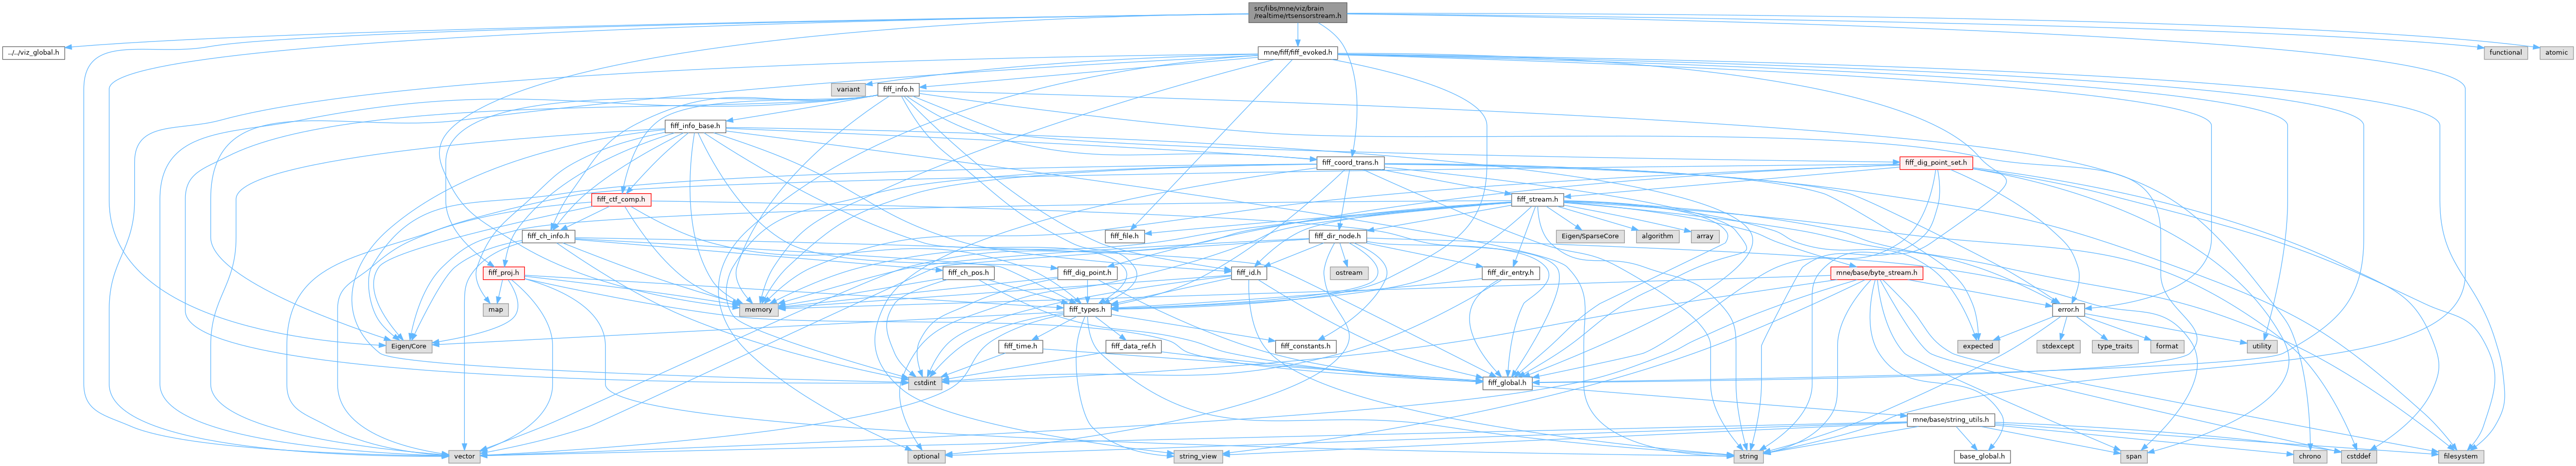 src/libs/mne/viz/brain
/realtime/rtsensorstream.h
../../viz_global.h
mne/fiff/fiff_evoked.h
functional
atomic
variant
fiff_info.h
fiff_info_base.h
fiff_coord_trans.h
fiff_dig_point_set.h
fiff_ctf_comp.h
fiff_stream.h
fiff_ch_info.h
fiff_file.h
fiff_dir_node.h
Eigen/SparseCore
algorithm
array
fiff_proj.h
fiff_ch_pos.h
fiff_dig_point.h
fiff_id.h
ostream
fiff_dir_entry.h
mne/base/byte_stream.h
map
memory
fiff_types.h
error.h
Eigen/Core
fiff_time.h
fiff_data_ref.h
fiff_constants.h
expected
stdexcept
type_traits
format
utility
cstdint
fiff_global.h
mne/base/string_utils.h
vector
optional
string_view
string
base_global.h
span
chrono
cstddef
filesystem